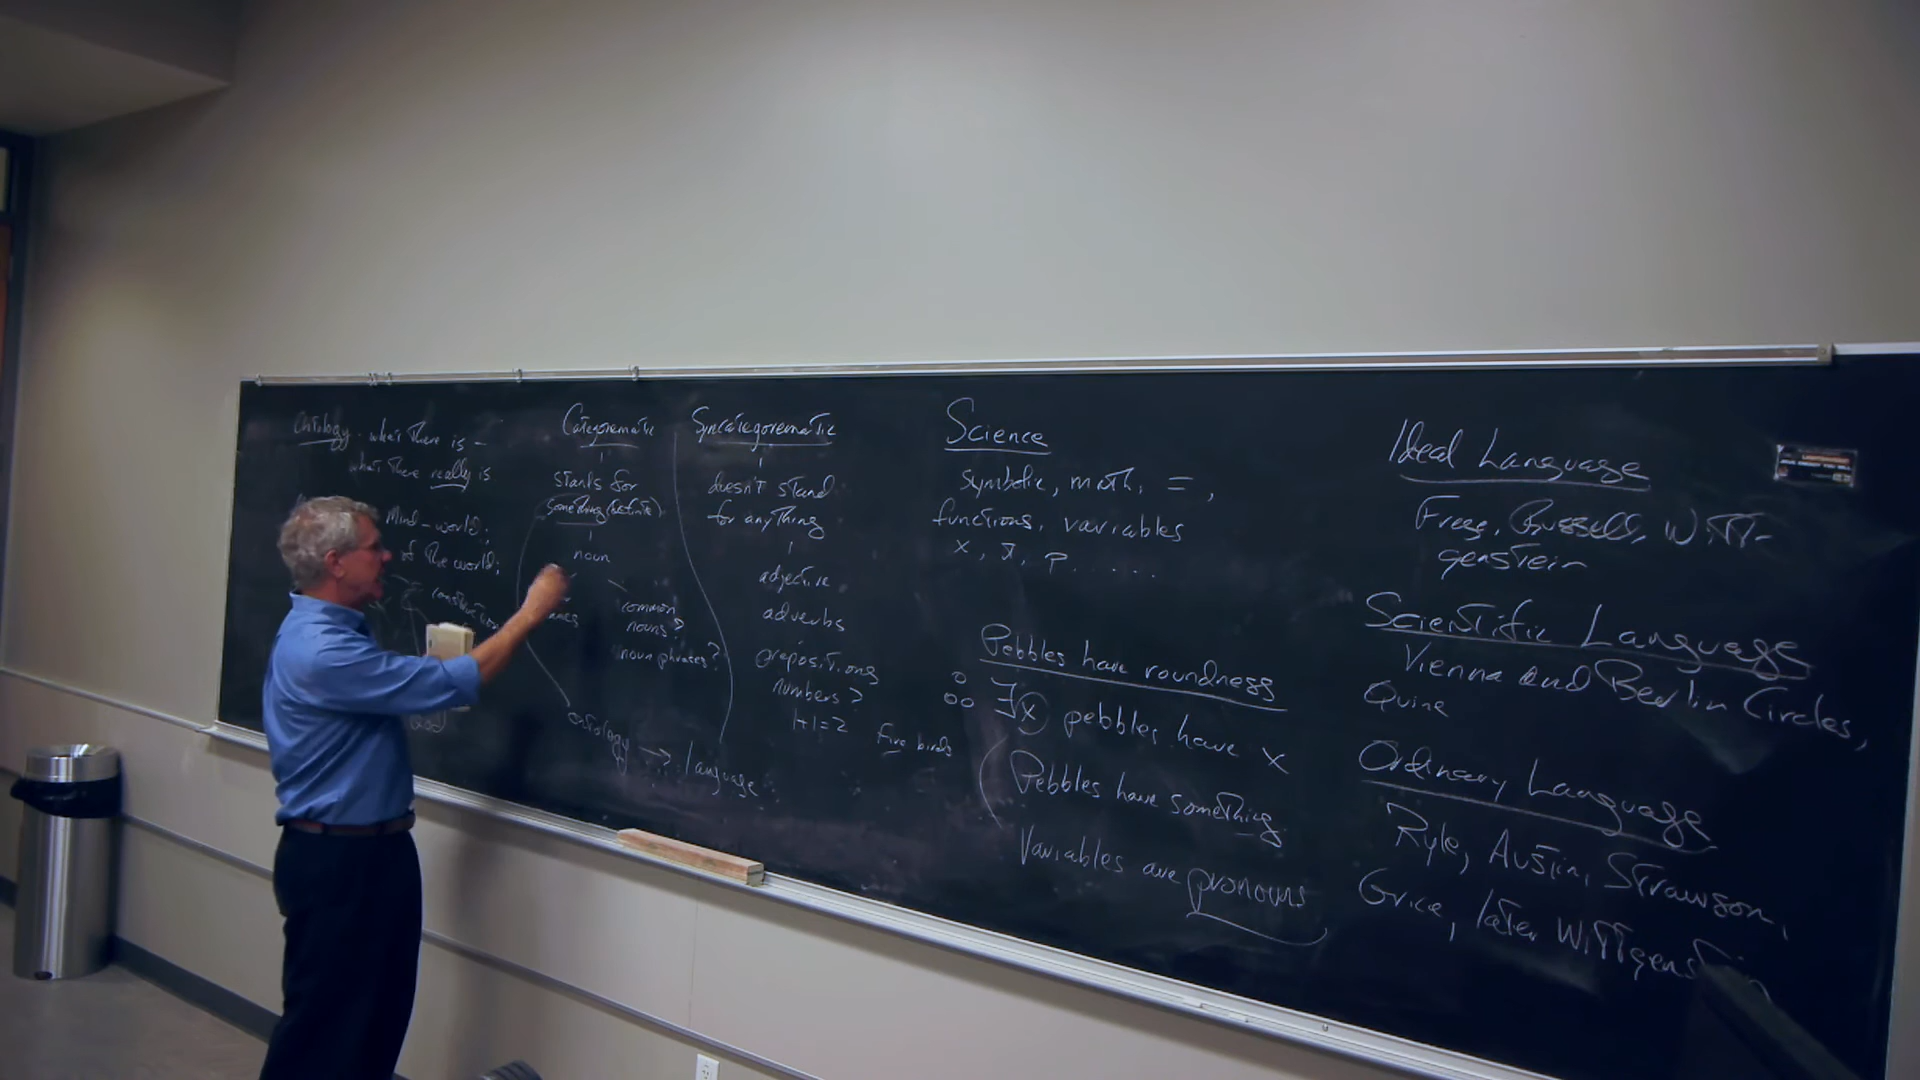 Ontology - what there is -
what there really is
Mind - world;
of the world;
construction
God
Categorematic
stands for
something (definite)
noun
common
nouns?
noun phrases?
ontology → language
Syncategorematic
doesn't stand
for anything
adjective
adverbs
prepositions
numbers?
1+1=2 Five birds
Science
symbolic, math, =,
functions, variables
Pebbles have roundness
∃x pebbles have x
Pebbles have something
Variables are pronouns
Ideal Language
Frege, Russell, Witt-
genstein
Scientific Language
Vienna and Berlin Circles,
Quine
Ordinary Language
Ryle, Austin, Strawson,
Grice, later Wittgenstein